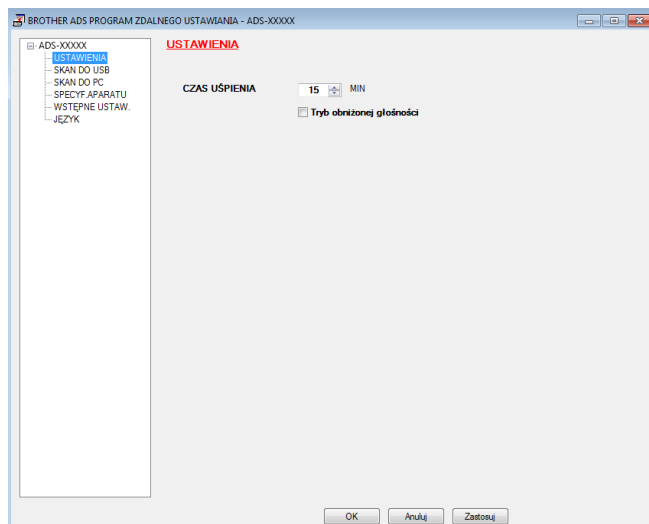 BROTHER ADS PROGRAM ZDALNEGO USTAWIANIA - ADS-XXXXX
ADS-XXXXX
USTAWIENIA
SKAN DO USB
SKAN DO PC
SPECYF.APARATU
WSTĘPNE USTAW.
JĘZYK
USTAWIENIA
CZAS UŚPIENIA 15 MIN
Tryb obniżonej głośności
OK Anuluj Zastosuj